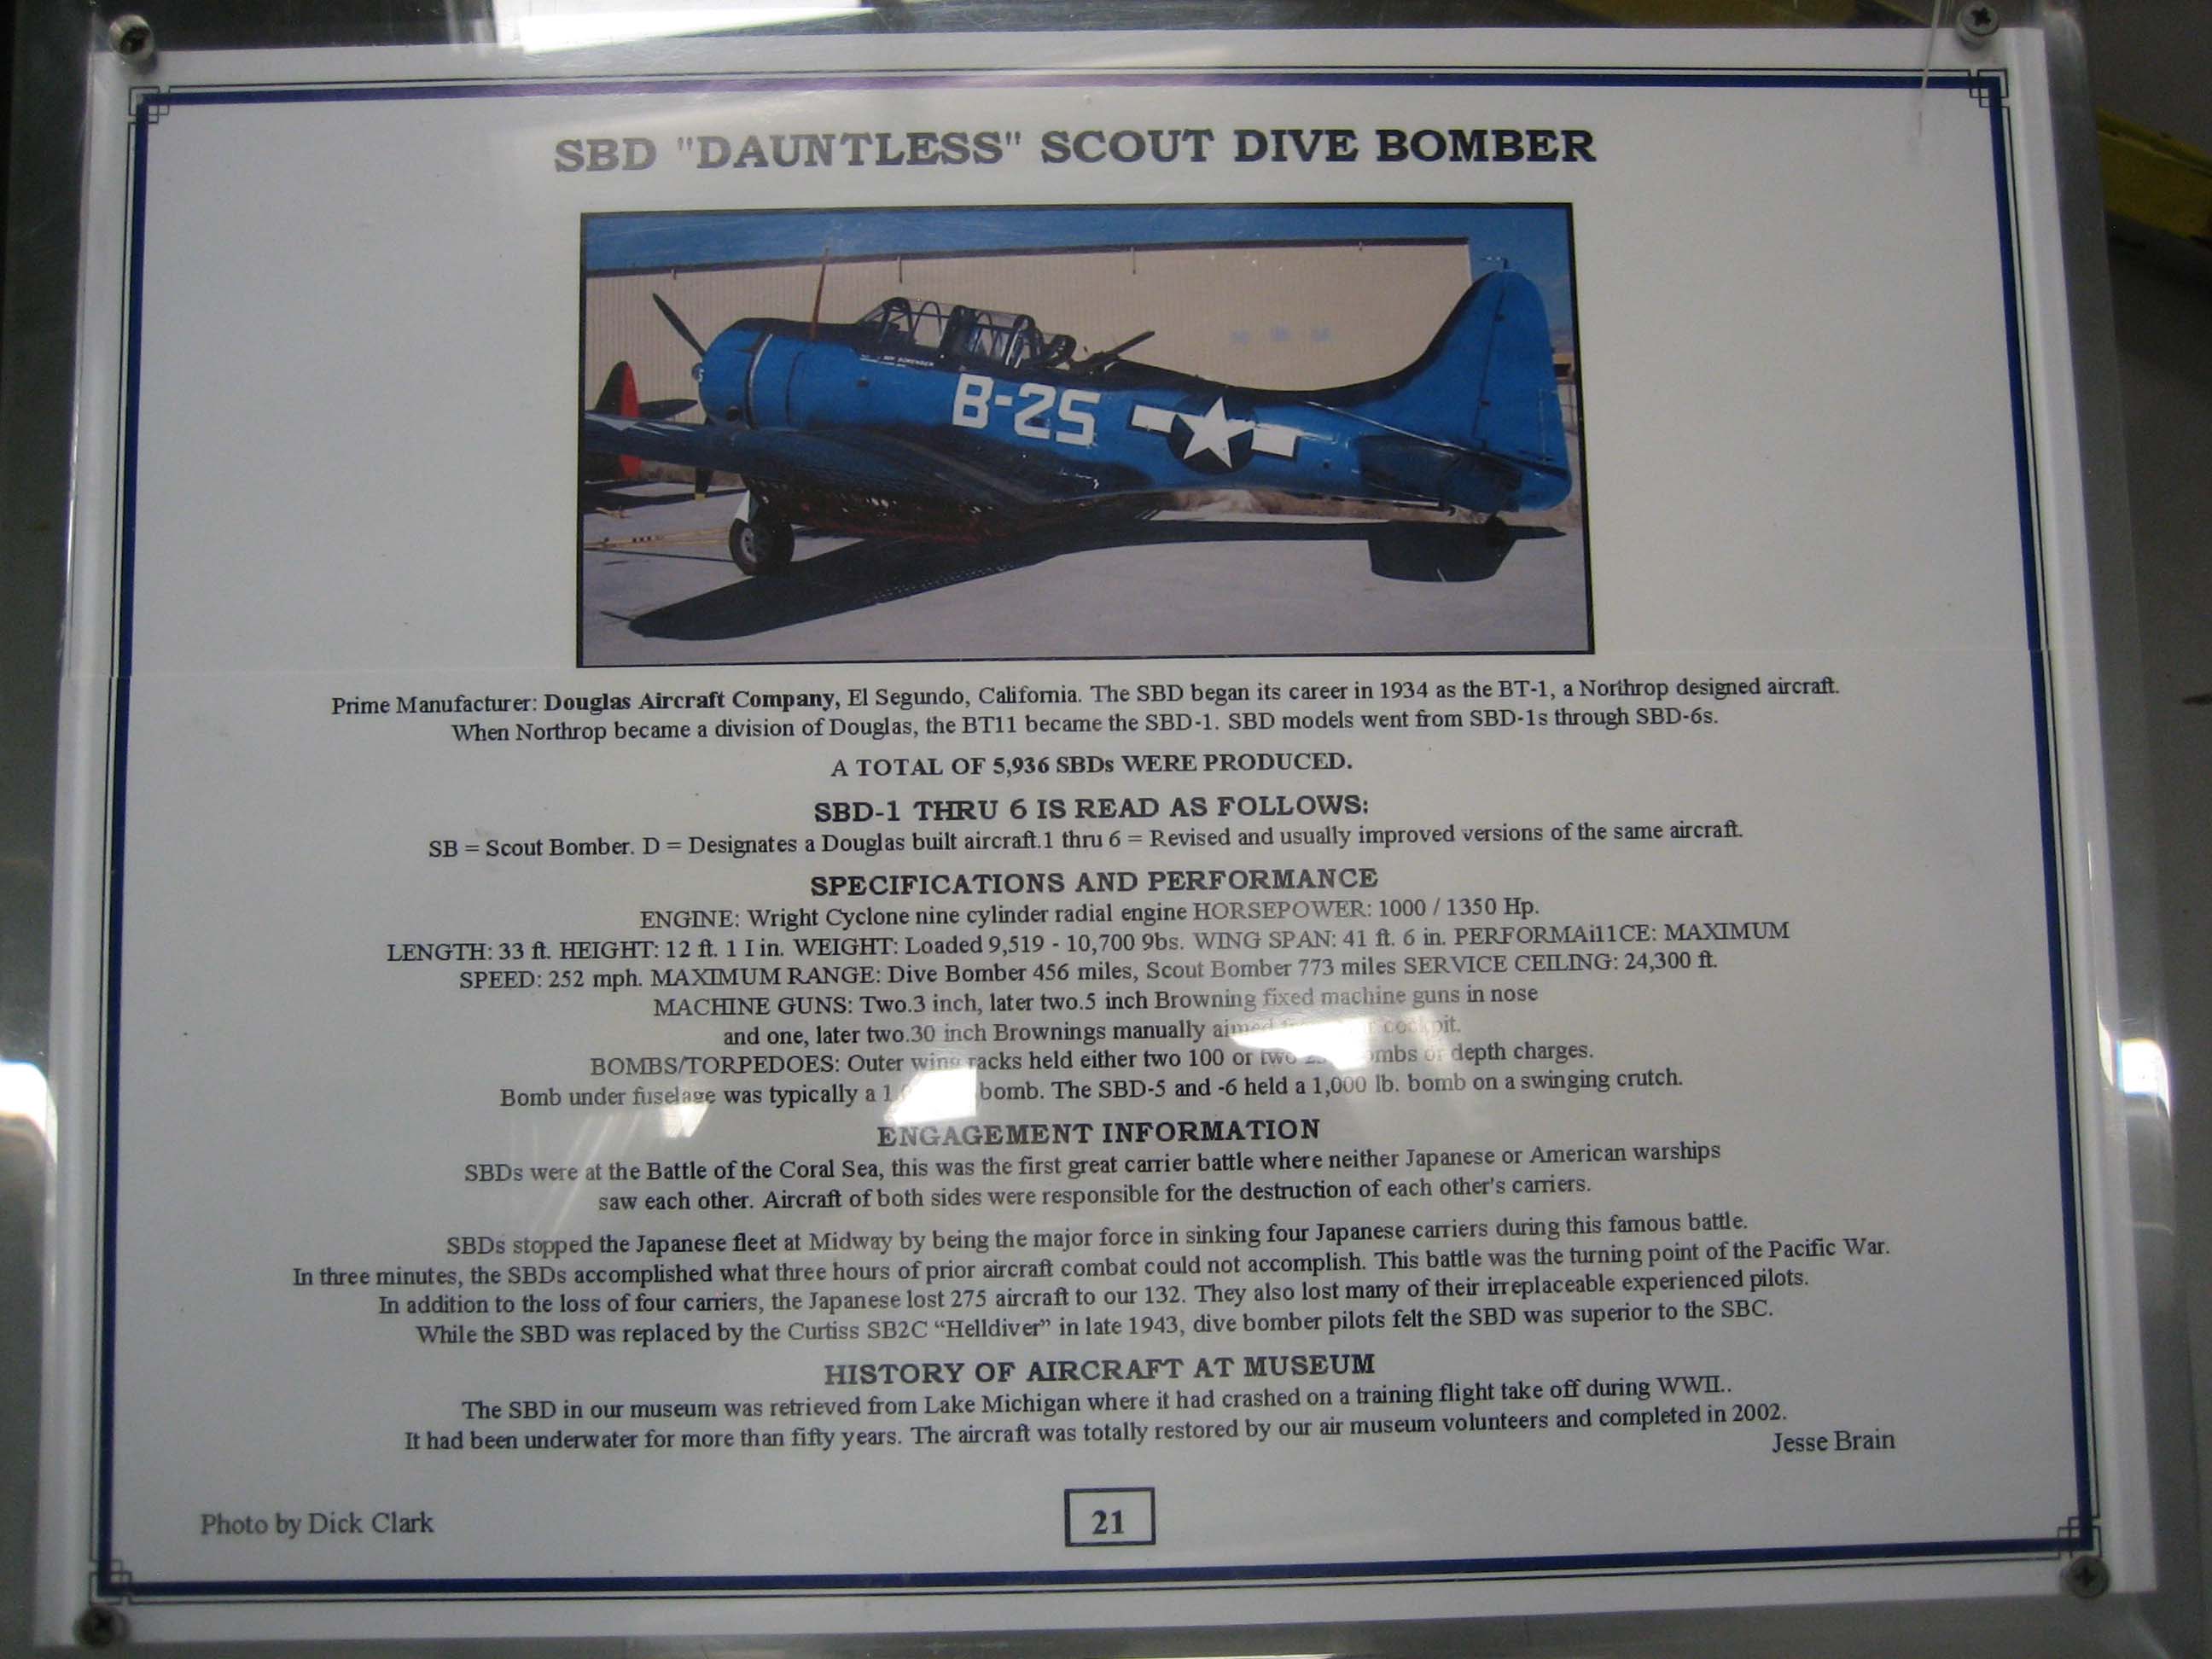 SBD "DAUNTLESS" SCOUT DIVE BOMBER
B-25
Prime Manufacturer: Douglas Aircraft Company, El Segundo, California. The SBD began its career in 1934 as the BT-1, a Northrop designed aircraft.
When Northrop became a division of Douglas, the BT11 became the SBD-1. SBD models went from SBD-1s through SBD-6s.
A TOTAL OF 5,936 SBDs WERE PRODUCED.
SBD-1 THRU 6 IS READ AS FOLLOWS:
SB = Scout Bomber. D = Designates a Douglas built aircraft.1 thru 6 = Revised and usually improved versions of the same aircraft.
SPECIFICATIONS AND PERFORMANCE
ENGINE: Wright Cyclone nine cylinder radial engine HORSEPOWER: 1000 / 1350 Hp.
LENGTH: 33 ft. HEIGHT: 12 ft. 1 I in. WEIGHT: Loaded 9,519 - 10,700 9bs. WING SPAN: 41 ft. 6 in. PERFORMAi11CE: MAXIMUM
SPEED: 252 mph. MAXIMUM RANGE: Dive Bomber 456 miles, Scout Bomber 773 miles SERVICE CEILING: 24,300 ft.
MACHINE GUNS: Two.3 inch, later two.5 inch Browning fixed machine guns in nose
and one, later two.30 inch Brownings manually aimed cockpit.
BOMBS/TORPEDOES: Outer wing racks held either two 100 or two bombs or depth charges.
Bomb under fuselage was typically a bomb. The SBD-5 and -6 held a 1,000 lb. bomb on a swinging crutch.
ENGAGEMENT INFORMATION
SBDs were at the Battle of the Coral Sea, this was the first great carrier battle where neither Japanese or American warships
saw each other. Aircraft of both sides were responsible for the destruction of each other's carriers.
SBDs stopped the Japanese fleet at Midway by being the major force in sinking four Japanese carriers during this famous battle.
In three minutes, the SBDs accomplished what three hours of prior aircraft combat could not accomplish. This battle was the turning point of the Pacific War.
In addition to the loss of four carriers, the Japanese lost 275 aircraft to our 132. They also lost many of their irreplaceable experienced pilots.
While the SBD was replaced by the Curtiss SB2C “Helldiver” in late 1943, dive bomber pilots felt the SBD was superior to the SBC.
HISTORY OF AIRCRAFT AT MUSEUM
The SBD in our museum was retrieved from Lake Michigan where it had crashed on a training flight take off during WWII..
It had been underwater for more than fifty years. The aircraft was totally restored by our air museum volunteers and completed in 2002.
Jesse Brain
Photo by Dick Clark
21